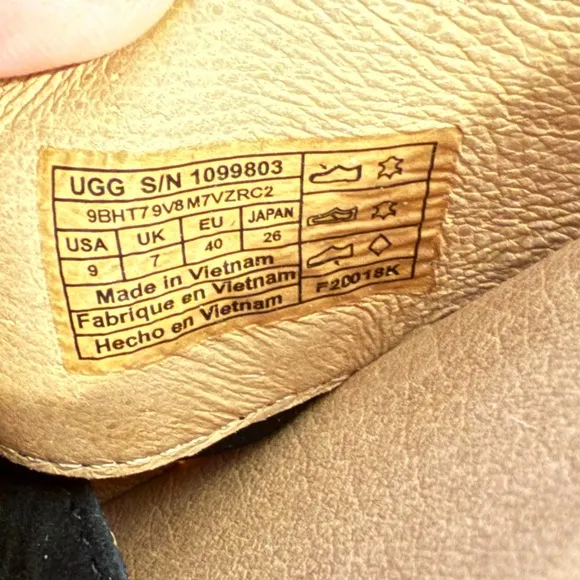 UGG S/N 1099803
9BHT79V8M7VZRC2
USA UK EU JAPAN
9 7 40 26
Made in Vietnam
Fabrique en Vietnam
Hecho en Vietnam
F20018K